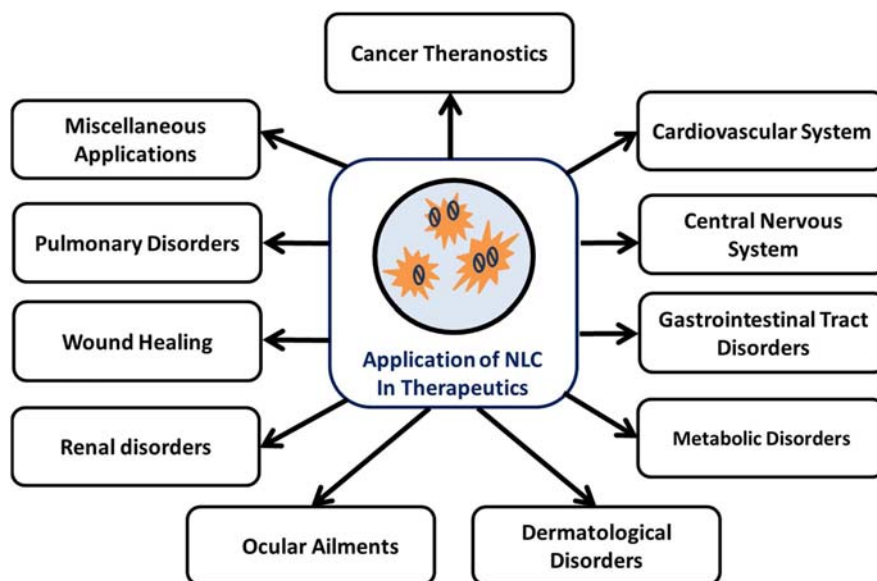 Cancer Theranostics
Miscellaneous
Applications
Cardiovascular System
Pulmonary Disorders
Central Nervous
System
Wound Healing
Gastrointestinal Tract
Disorders
Application of NLC
In Therapeutics
Renal disorders
Metabolic Disorders
Ocular Ailments
Dermatological
Disorders